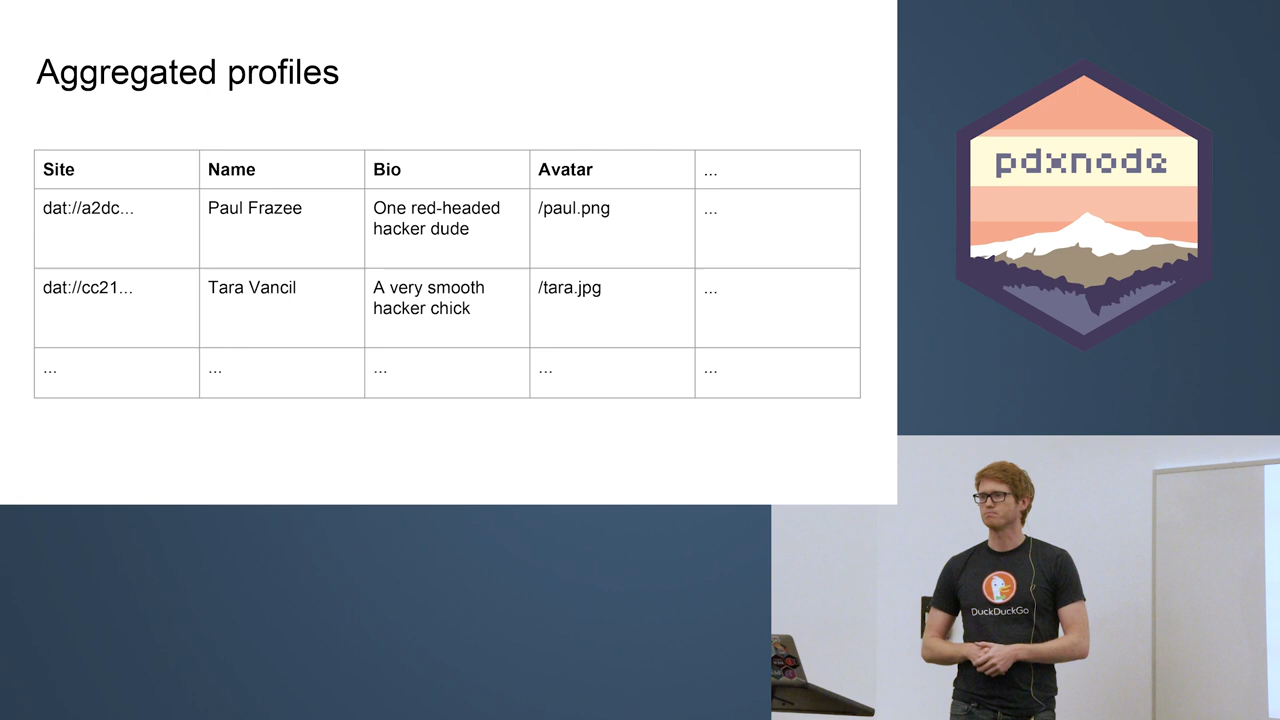 Aggregated profiles
Site Name Bio Avatar ...
dat://a2dc... Paul Frazee One red-headed /paul.png ...
hacker dude
dat://cc21... Tara Vancil A very smooth /tara.jpg ...
hacker chick
... ... ... ... ...
pdxnode
DuckDuckGo